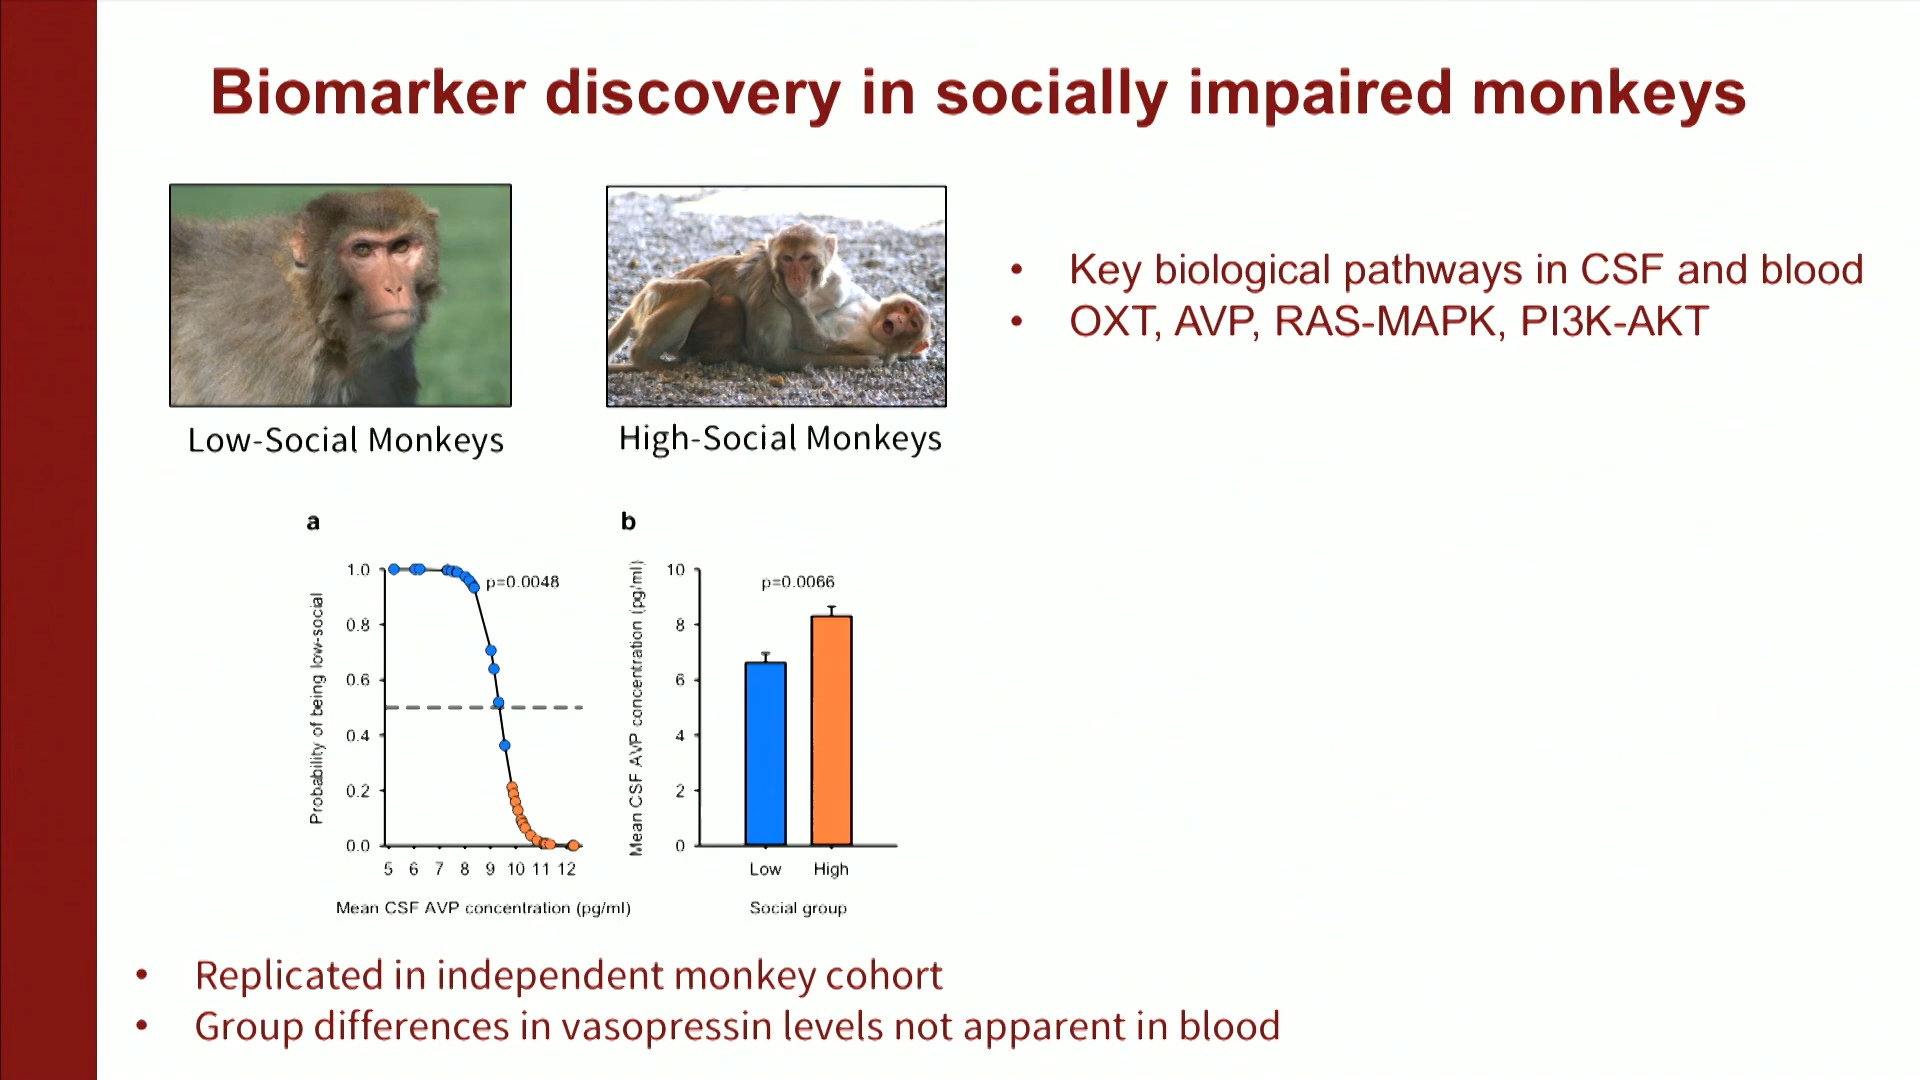 Biomarker discovery in socially impaired monkeys
Low-Social Monkeys
High-Social Monkeys
• Key biological pathways in CSF and blood
• OXT, AVP, RAS-MAPK, PI3K-AKT
a
Probability of being low-social
1.0
0.8
0.6
0.4
0.2
0.0
p=0.0048
5 6 7 8 9 10 11 12
Mean CSF AVP concentration (pg/ml)
b
Mean CSF AVP concentration (pg/ml)
10
8
6
4
2
0
p=0.0066
Low High
Social group
• Replicated in independent monkey cohort
• Group differences in vasopressin levels not apparent in blood